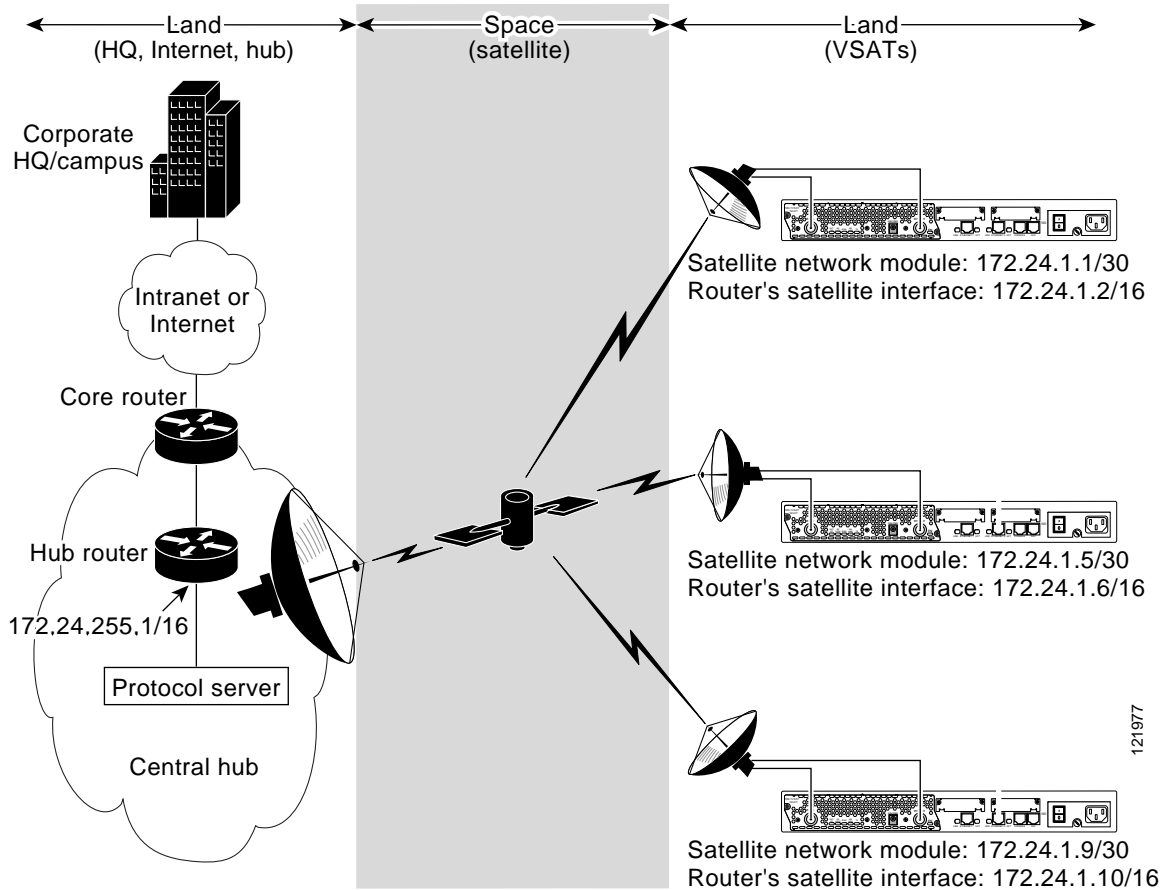 Land
(HQ, Internet, hub)
Space
(satellite)
Land
(VSATs)
Corporate
HQ/campus
Intranet or
Internet
Core router
Hub router
172,24,255,1/16
Protocol server
Central hub
Satellite network module: 172.24.1.1/30
Router's satellite interface: 172.24.1.2/16
Satellite network module: 172.24.1.5/30
Router's satellite interface: 172.24.1.6/16
121977
Satellite network module: 172.24.1.9/30
Router's satellite interface: 172.24.1.10/16